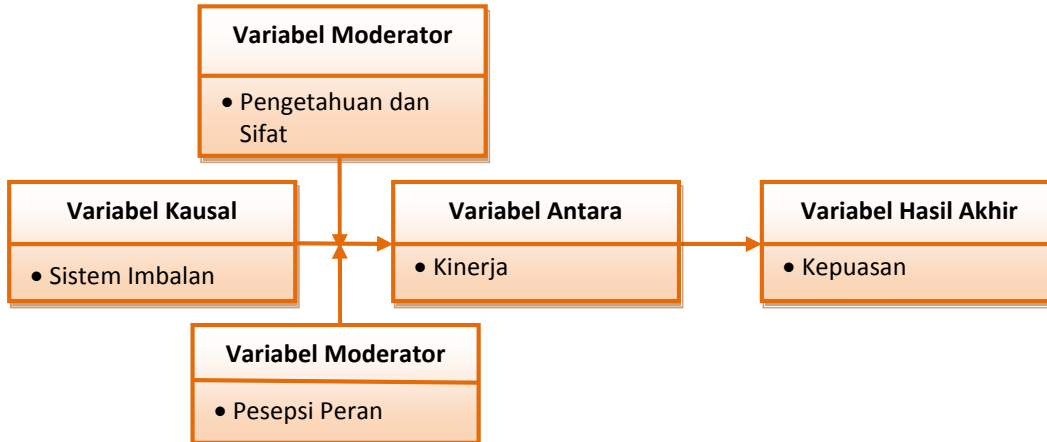 Variabel Moderator
• Pengetahuan dan
Sifat
Variabel Kausal
• Sistem Imbalan
Variabel Antara
• Kinerja
Variabel Hasil Akhir
• Kepuasan
Variabel Moderator
• Pesepsi Peran